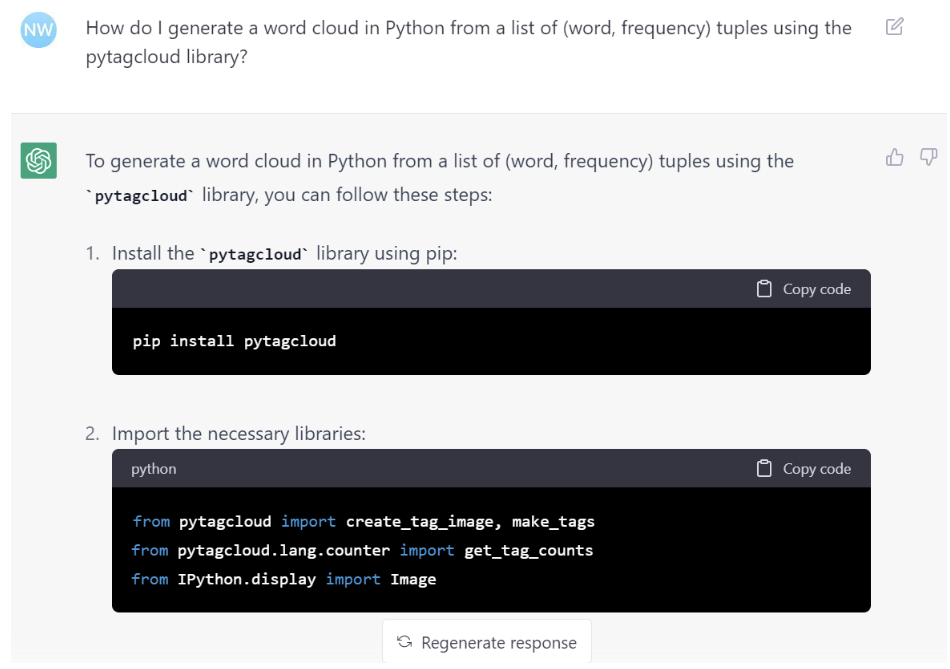 NW
How do I generate a word cloud in Python from a list of (word, frequency) tuples using the
pytagcloud library?
To generate a word cloud in Python from a list of (word, frequency) tuples using the
`pytagcloud` library, you can follow these steps:
1. Install the `pytagcloud` library using pip:
Copy code
pip install pytagcloud
2. Import the necessary libraries:
python Copy code
from pytagcloud import create_tag_image, make_tags
from pytagcloud.lang.counter import get_tag_counts
from IPython.display import Image
Regenerate response